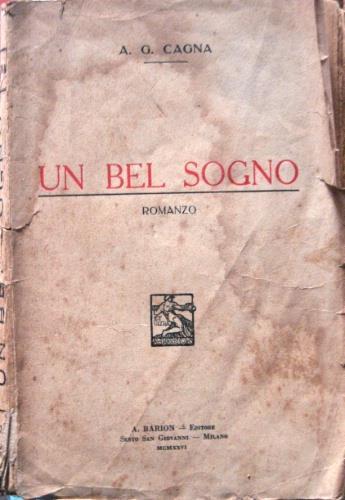 A. G. CAGNA
UN BEL SOGNO
ROMANZO
A. BARION — EDITORE
SESTO SAN GIOVANNI — MILANO
MCMXXVI